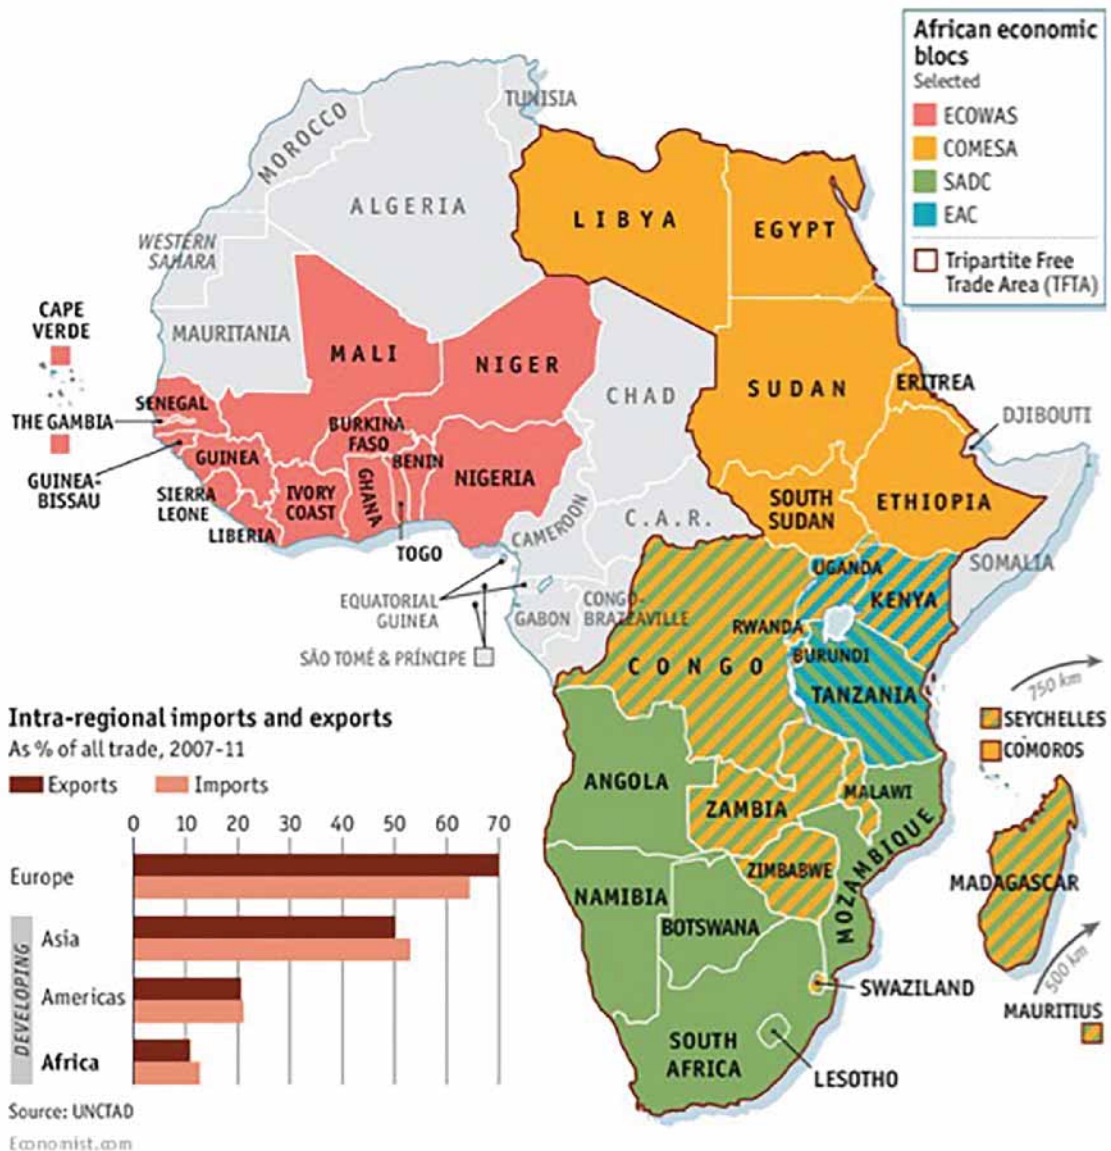 African economic
blocs
Selected
ECOWAS
COMESA
SADC
EAC
Tripartite Free
Trade Area (TFTA)
TUNISIA
MOROCCO
ALGERIA
LIBYA
EGYPT
WESTERN
SAHARA
CAPE
VERDE
MAURITANIA
MALI
NIGER
CHAD
SUDAN
ERITREA
DJIBOUTI
SENEGAL
THE GAMBIA
BURKINA
FASO
GUINEA
BENIN
NIGERIA
GUINEA-
BISSAU
SIERRA
LEONE
IVORY
COAST
GHANA
LIBERIA
TOGO
CAMEROON
C.A.R.
SOUTH
SUDAN
ETHIOPIA
SOMALIA
UGANDA
KENYA
EQUATORIAL
GUINEA
GABON
CONGO-
BRAZZAVILLE
RWANDA
SÃO TOMÉ & PRÍNCIPE
CONGO
BURUNDI
TANZANIA
750 km
SEYCHELLES
COMOROS
ANGOLA
ZAMBIA
MALAWI
MOZAMBIQUE
ZIMBABWE
MADAGASCAR
NAMIBIA
BOTSWANA
500 km
SWAZILAND
MAURITIUS
SOUTH
AFRICA
LESOTHO
Intra-regional imports and exports
As % of all trade, 2007-11
Exports
Imports
0 10 20 30 40 50 60 70
Europe
DEVELOPING
Asia
Americas
Africa
Source: UNCTAD
Economist.com